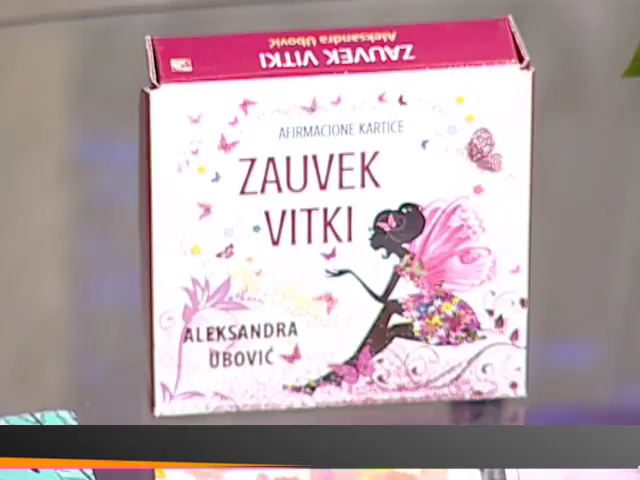 Aleksandra Ubović
ZAUVEK VITKI
AFIRMACIONE KARTICE
ZAUVEK
VITKI
ALEKSANDRA
UBOVIĆ